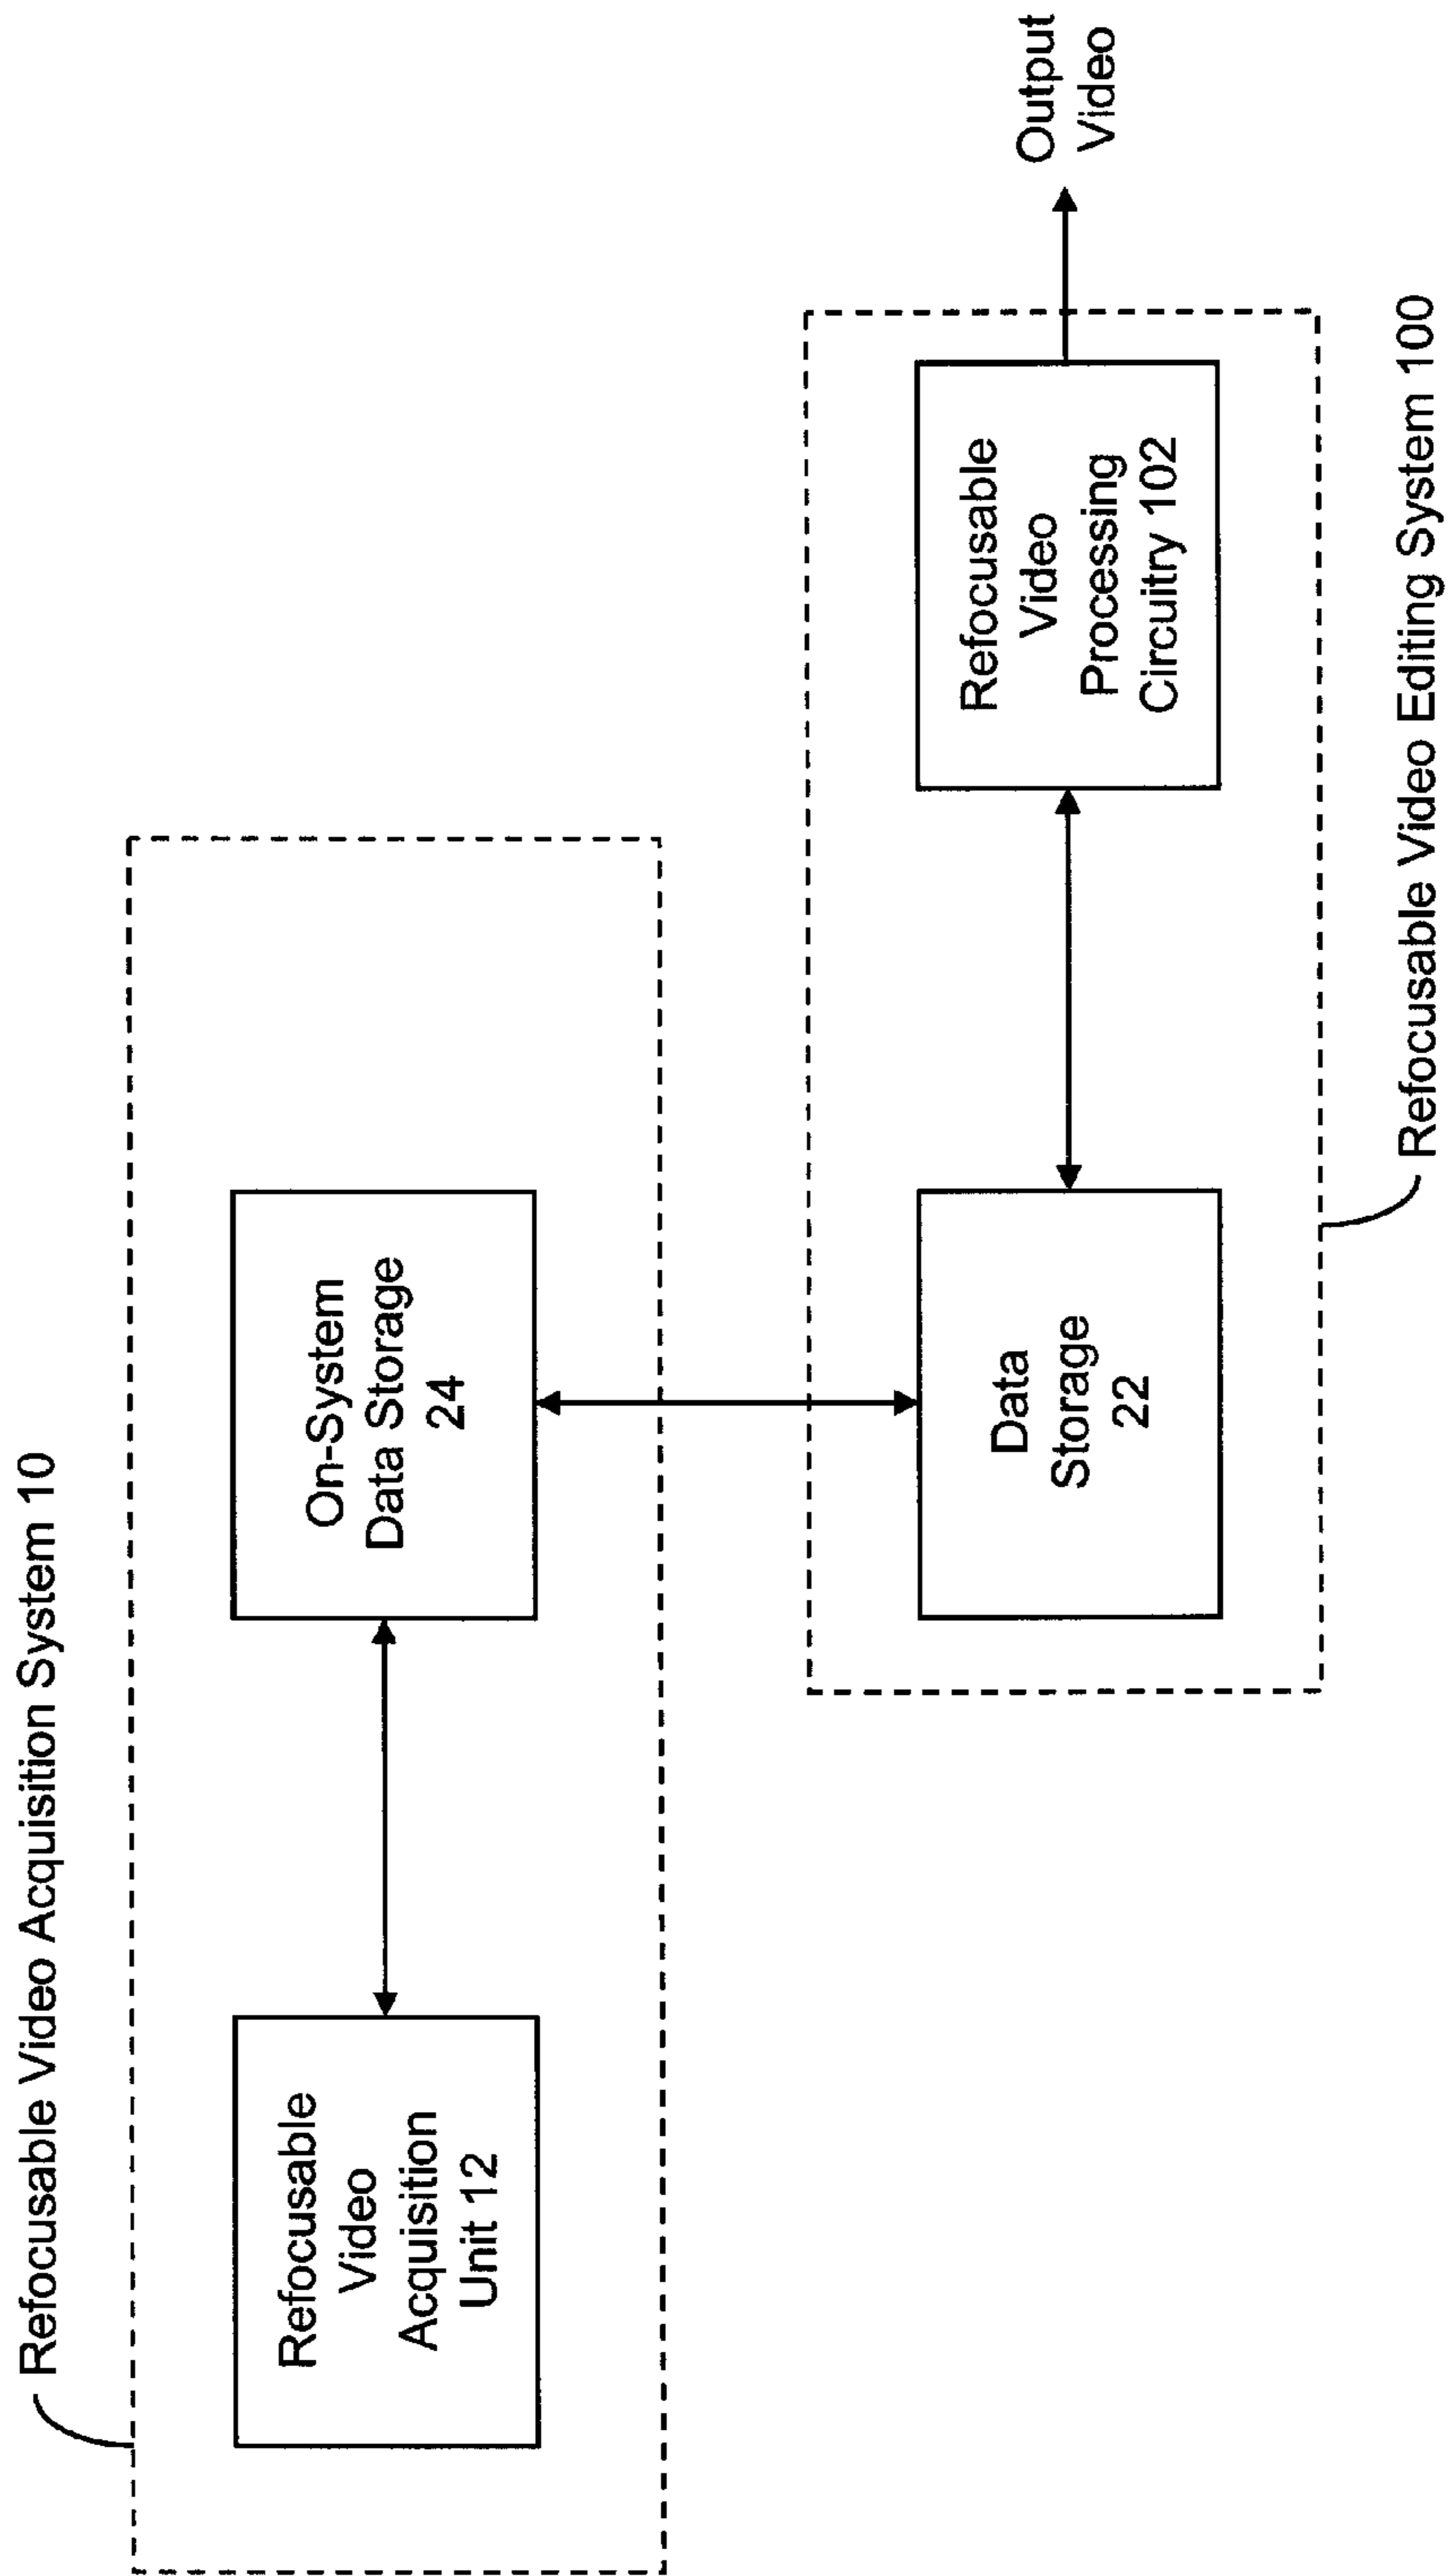 Refocusable Video Acquisition System 10
Refocusable
Video
Acquisition
Unit 12
On-System
Data Storage
24
Data
Storage
22
Refocusable
Video
Processing
Circuitry 102
Output
Video
Refocusable Video Editing System 100